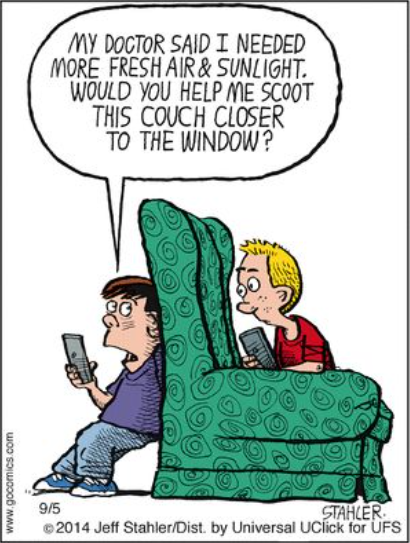 MY DOCTOR SAID I NEEDED
MORE FRESH AIR & SUNLIGHT.
WOULD YOU HELP ME SCOOT
THIS COUCH CLOSER
TO THE WINDOW?
www.gocomics.com
9/5
STAHLER.
© 2014 Jeff Stahler/Dist. by Universal UClick for UFS